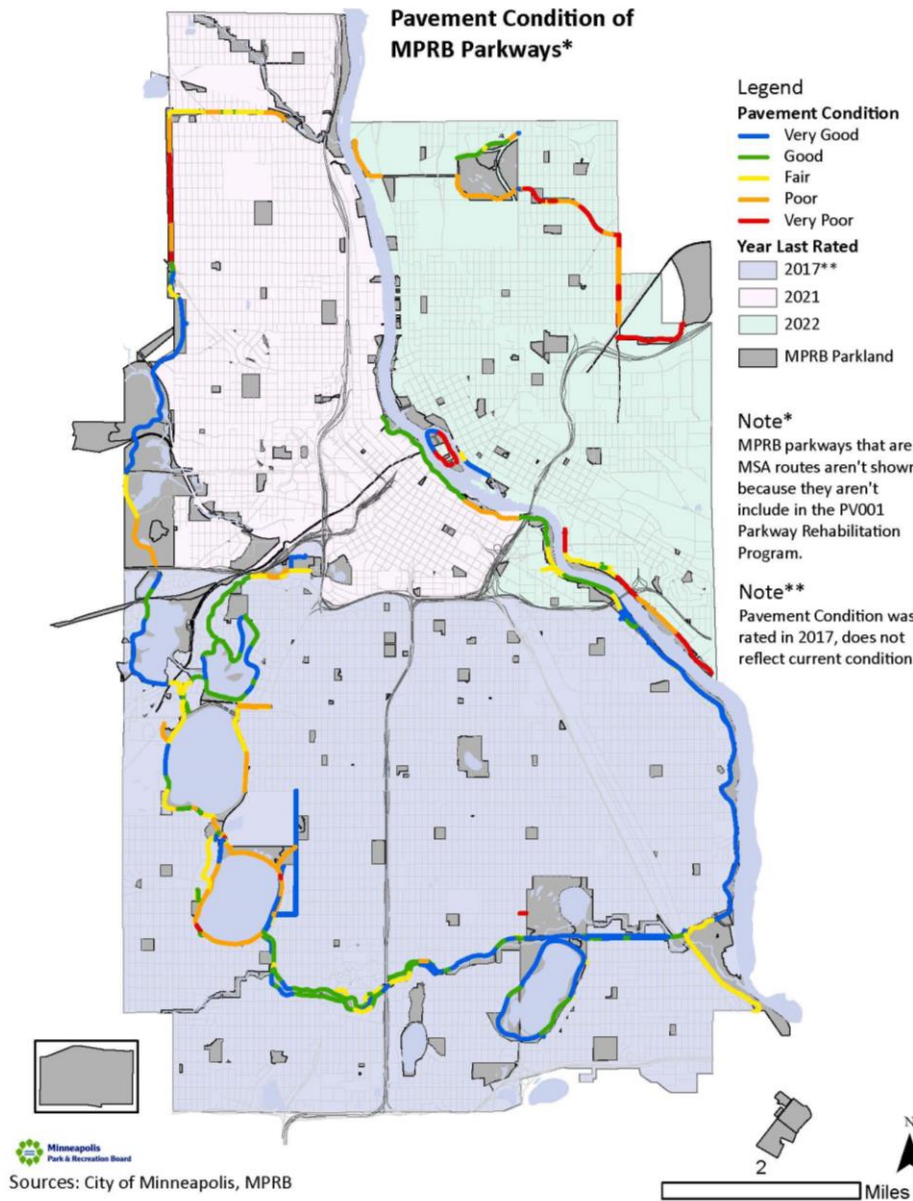 Pavement Condition of
MPRB Parkways*
Legend
Pavement Condition
Very Good
Good
Fair
Poor
Very Poor
Year Last Rated
2017**
2021
2022
MPRB Parkland
Note*
MPRB parkways that are
MSA routes aren't shown
because they aren't
include in the PV001
Parkway Rehabilitation
Program.
Note**
Pavement Condition was
rated in 2017, does not
reflect current condition
Minneapolis
Park & Recreation Board
Sources: City of Minneapolis, MPRB
N
2
Miles